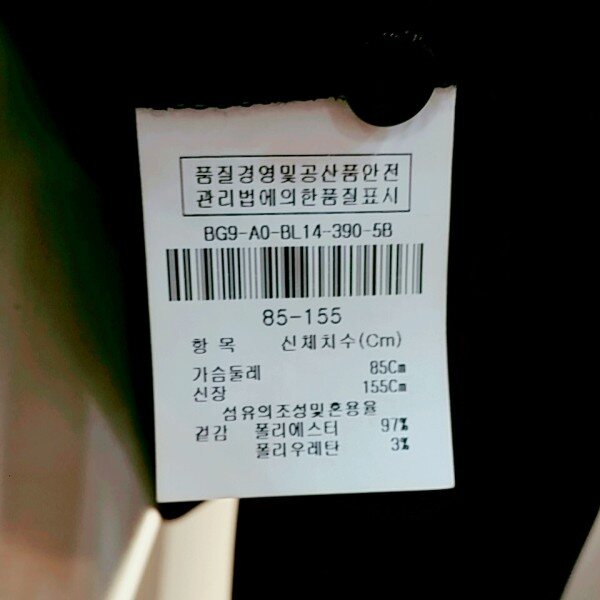 품질경영및공산품안전
관리법에의한품질표시
BG9-A0-BL14-390-5B
85-155
항 목 신체치수(Cm)
가슴둘레 85Cm
신장 155Cm
섬유의조성및혼용율
겉감 폴리에스터 97%
폴리우레탄 3%